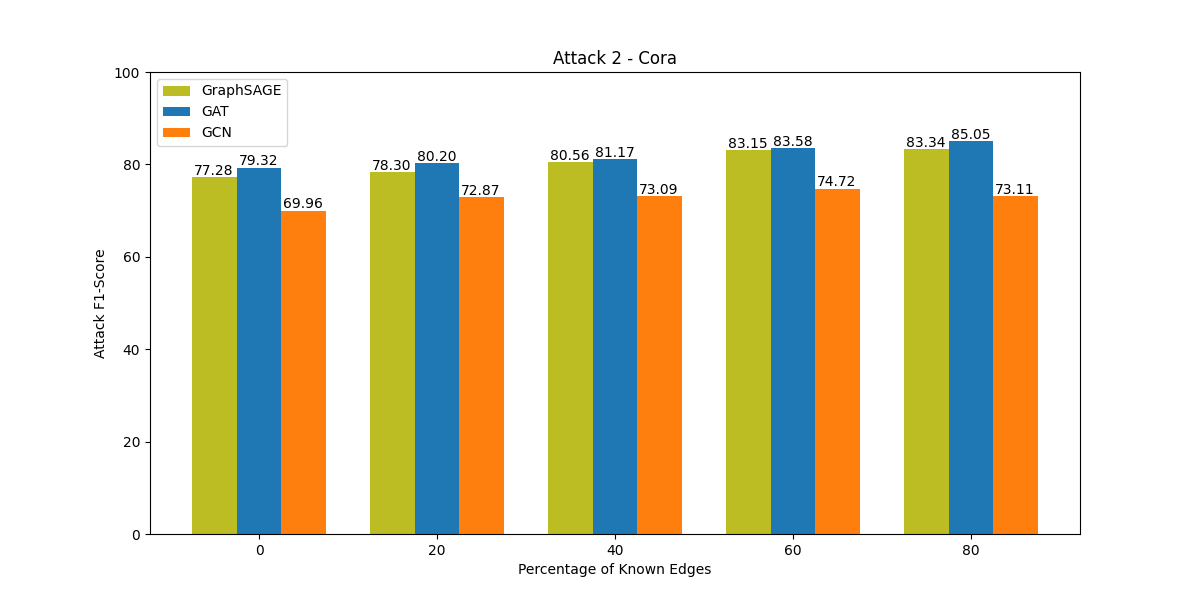 Attack 2 - Cora
100
80
60
40
20
0
Attack F1-Score
GraphSAGE
GAT
GCN
77.28 79.32 69.96
78.30 80.20 72.87
80.56 81.17 73.09
83.15 83.58 74.72
83.34 85.05 73.11
0 20 40 60 80
Percentage of Known Edges